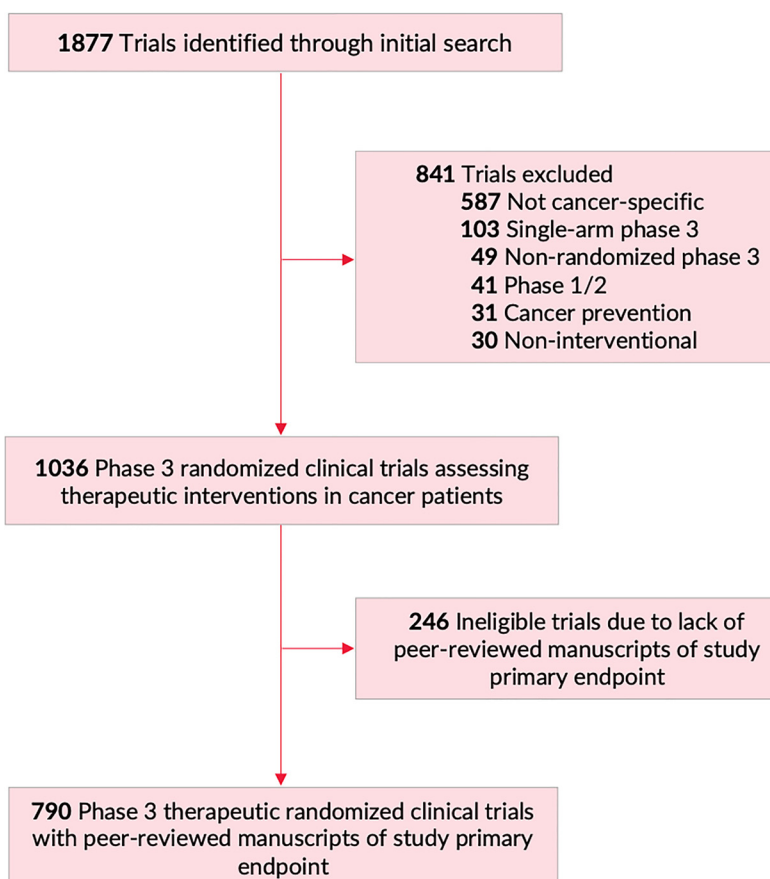 1877 Trials identified through initial search
841 Trials excluded
587 Not cancer-specific
103 Single-arm phase 3
49 Non-randomized phase 3
41 Phase 1/2
31 Cancer prevention
30 Non-interventional
1036 Phase 3 randomized clinical trials assessing
therapeutic interventions in cancer patients
246 Ineligible trials due to lack of
peer-reviewed manuscripts of study
primary endpoint
790 Phase 3 therapeutic randomized clinical trials
with peer-reviewed manuscripts of study primary
endpoint